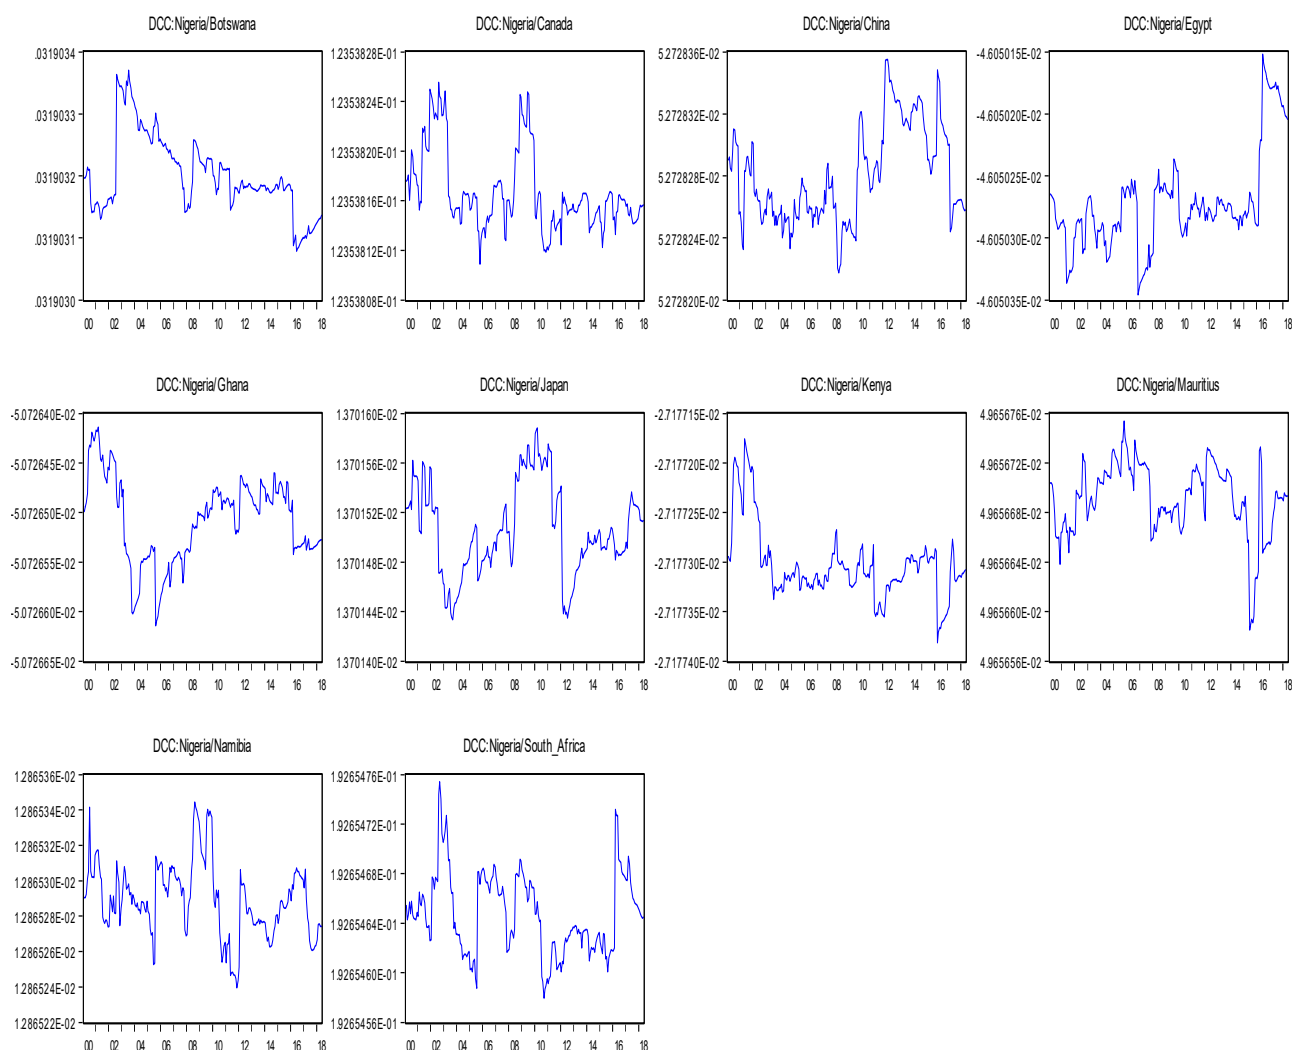 DCC:Nigeria/Botswana
.0319034
.0319033
.0319032
.0319031
.0319030
00 02 04 06 08 10 12 14 16 18
DCC:Nigeria/Canada
1.2353828E-01
1.2353824E-01
1.2353820E-01
1.2353816E-01
1.2353812E-01
1.2353808E-01
00 02 04 06 08 10 12 14 16 18
DCC:Nigeria/China
5.272836E-02
5.272832E-02
5.272828E-02
5.272824E-02
5.272820E-02
00 02 04 06 08 10 12 14 16 18
DCC:Nigeria/Egypt
-4.605015E-02
-4.605020E-02
-4.605025E-02
-4.605030E-02
-4.605035E-02
00 02 04 06 08 10 12 14 16 18
DCC:Nigeria/Ghana
-5.072640E-02
-5.072645E-02
-5.072650E-02
-5.072655E-02
-5.072660E-02
-5.072665E-02
00 02 04 06 08 10 12 14 16 18
DCC:Nigeria/Japan
1.370160E-02
1.370156E-02
1.370152E-02
1.370148E-02
1.370144E-02
1.370140E-02
00 02 04 06 08 10 12 14 16 18
DCC:Nigeria/Kenya
-2.717715E-02
-2.717720E-02
-2.717725E-02
-2.717730E-02
-2.717735E-02
-2.717740E-02
00 02 04 06 08 10 12 14 16 18
DCC:Nigeria/Mauritius
4.965676E-02
4.965672E-02
4.965668E-02
4.965664E-02
4.965660E-02
4.965656E-02
00 02 04 06 08 10 12 14 16 18
DCC:Nigeria/Namibia
1.286536E-02
1.286534E-02
1.286532E-02
1.286530E-02
1.286528E-02
1.286526E-02
1.286524E-02
1.286522E-02
00 02 04 06 08 10 12 14 16 18
DCC:Nigeria/South_Africa
1.9265476E-01
1.9265472E-01
1.9265468E-01
1.9265464E-01
1.9265460E-01
1.9265456E-01
00 02 04 06 08 10 12 14 16 18